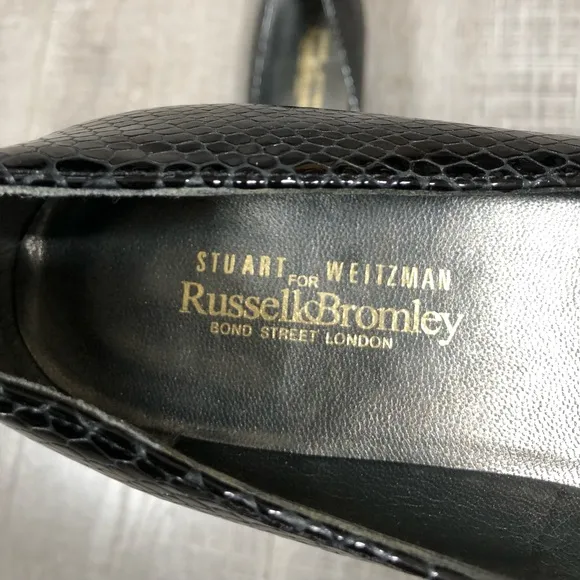 STUART WEITZMAN
FOR
Russell&Bromley
BOND STREET LONDON